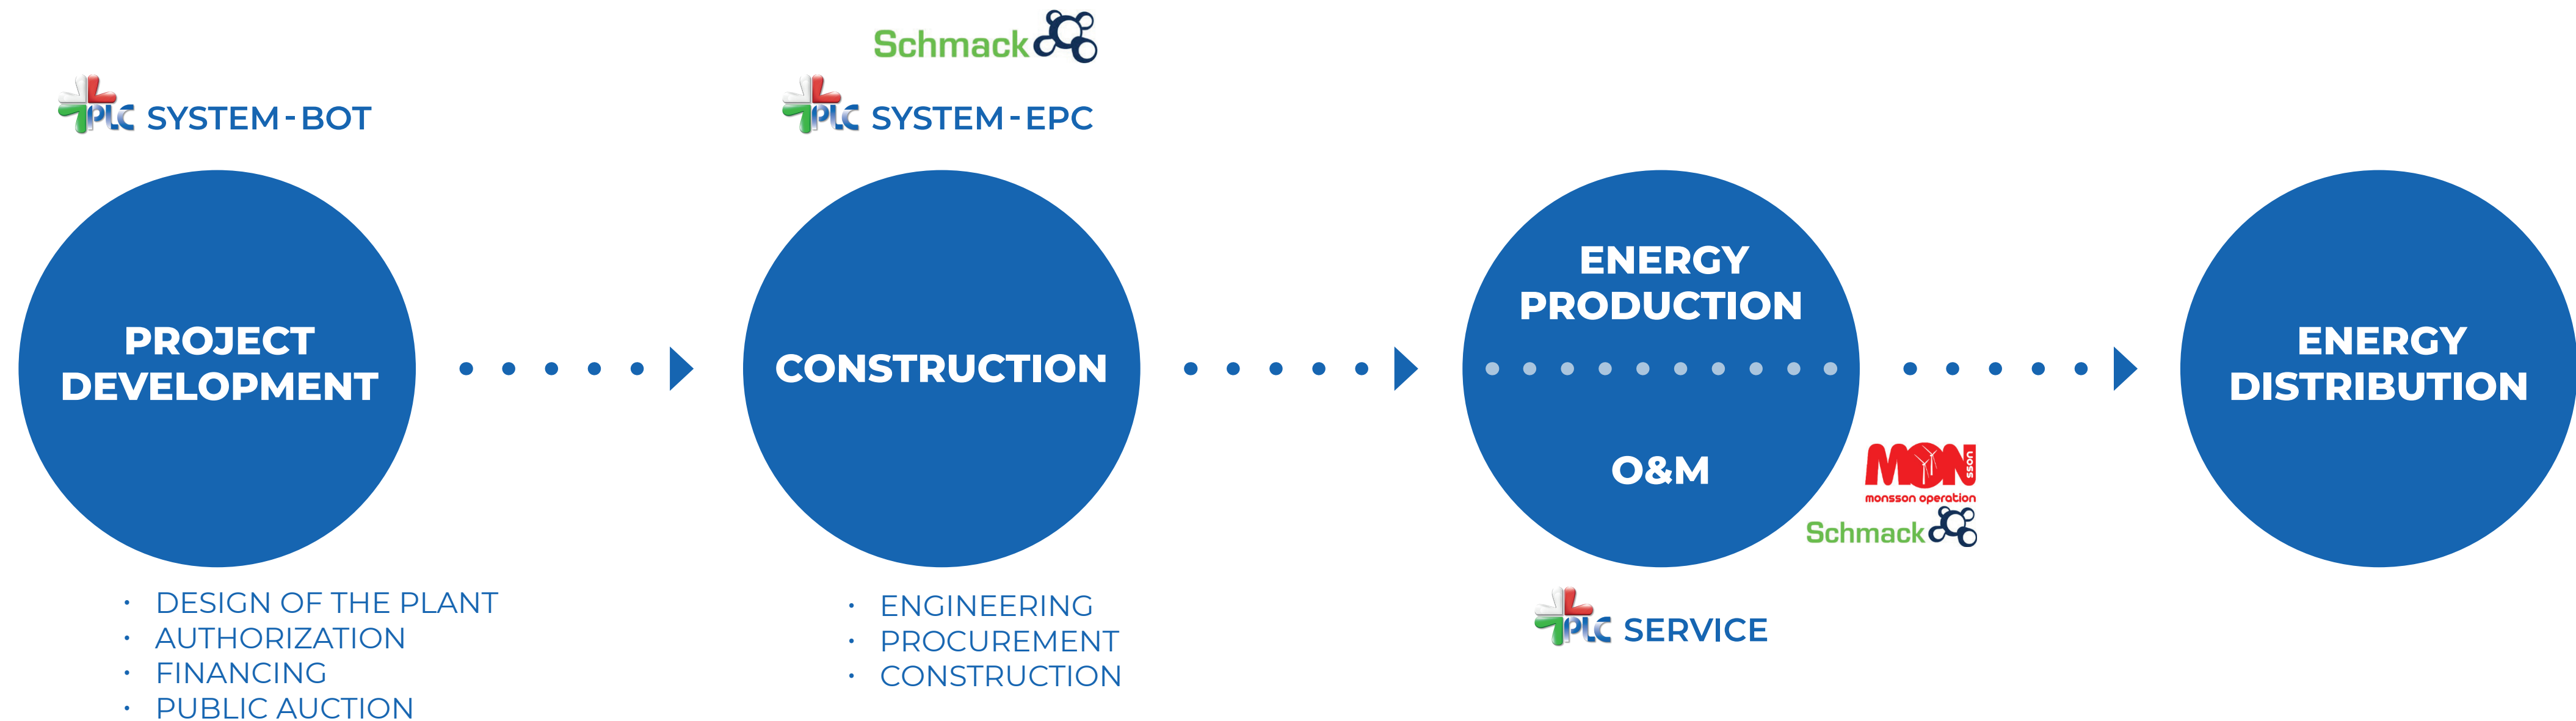 Schmack
PLC SYSTEM-BOT
PLC SYSTEM-EPC
PROJECT
DEVELOPMENT
CONSTRUCTION
ENERGY
PRODUCTION
O&M
ENERGY
DISTRIBUTION
MON
sson
monsson operation
Schmack
• DESIGN OF THE PLANT
• AUTHORIZATION
• FINANCING
• PUBLIC AUCTION
• ENGINEERING
• PROCUREMENT
• CONSTRUCTION
PLC SERVICE